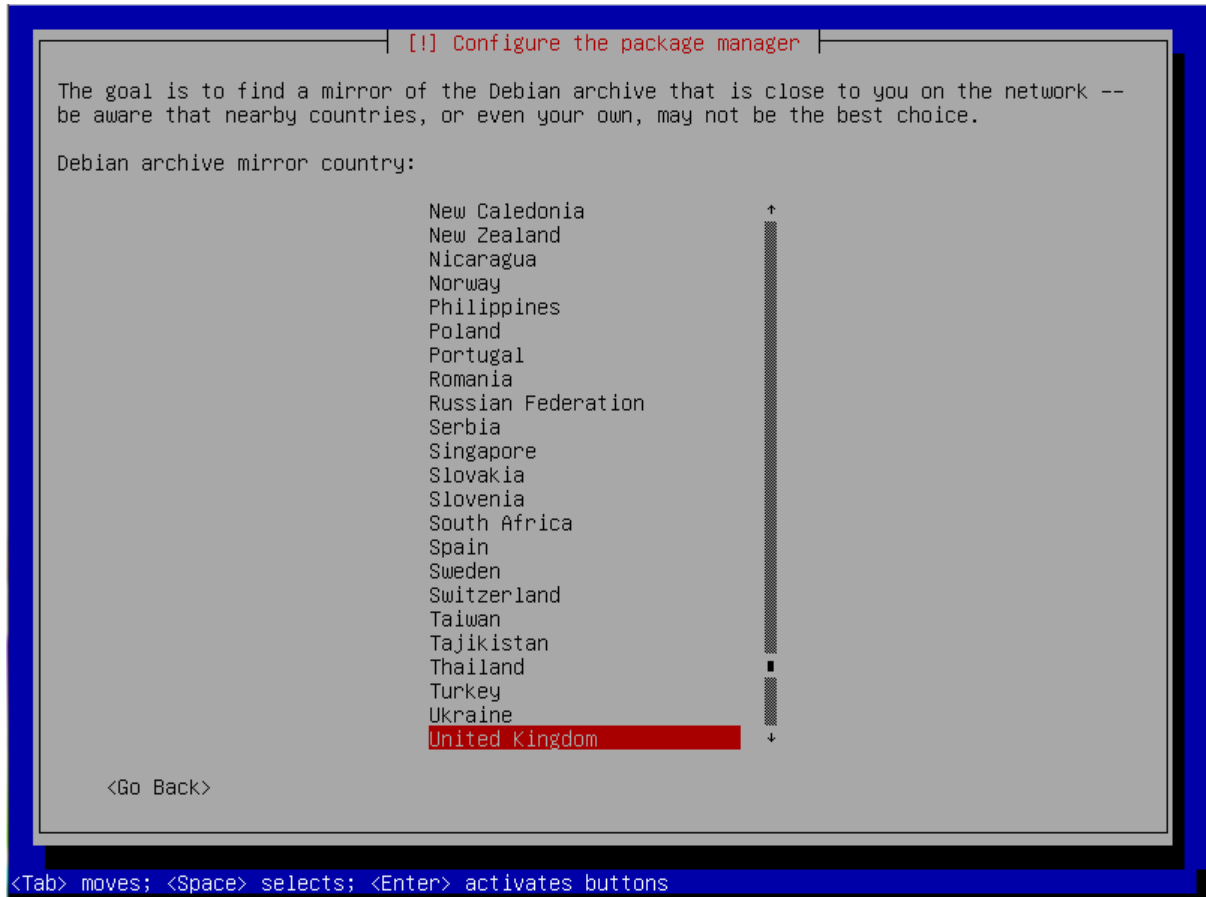 [!] Configure the package manager
The goal is to find a mirror of the Debian archive that is close to you on the network --
be aware that nearby countries, or even your own, may not be the best choice.
Debian archive mirror country:
New Caledonia
New Zealand
Nicaragua
Norway
Philippines
Poland
Portugal
Romania
Russian Federation
Serbia
Singapore
Slovakia
Slovenia
South Africa
Spain
Sweden
Switzerland
Taiwan
Tajikistan
Thailand
Turkey
Ukraine
United Kingdom
<Go Back>
<Tab> moves; <Space> selects; <Enter> activates buttons